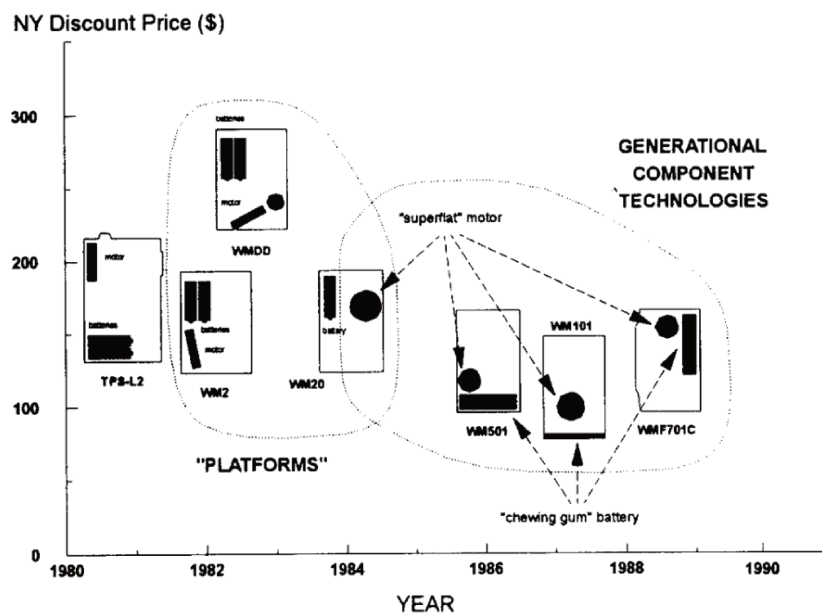 NY Discount Price ($)
300
200
100
0
1980
1982
1984
1986
1988
1990
YEAR
batteries
motor
WMDD
motor
batteries
TPS-L2
batteries
motor
WM2
battery
WM20
"PLATFORMS"
"superflat" motor
GENERATIONAL
COMPONENT
TECHNOLOGIES
WM501
WM101
WMF701C
"chewing gum" battery